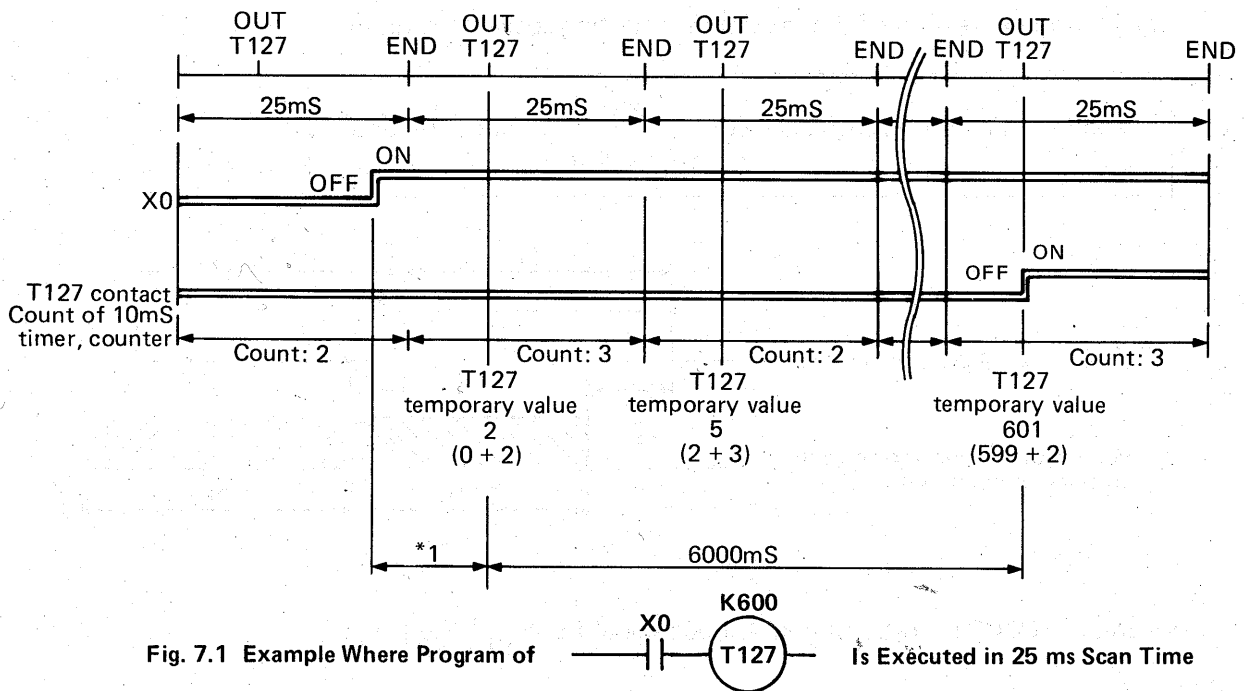 OUT OUT OUT OUT
T127 END T127 END T127 END END T127 END
25mS 25mS 25mS 25mS
ON
OFF
X0
ON
OFF
T127 contact
Count of 10mS
timer, counter
Count: 2 Count: 3 Count: 2 Count: 3
T127 T127 T127
temporary value temporary value temporary value
2 5 601
(0 + 2) (2 + 3) (599 + 2)
*1 6000mS
K600
X0
Fig. 7.1 Example Where Program of T127 Is Executed in 25 ms Scan Time